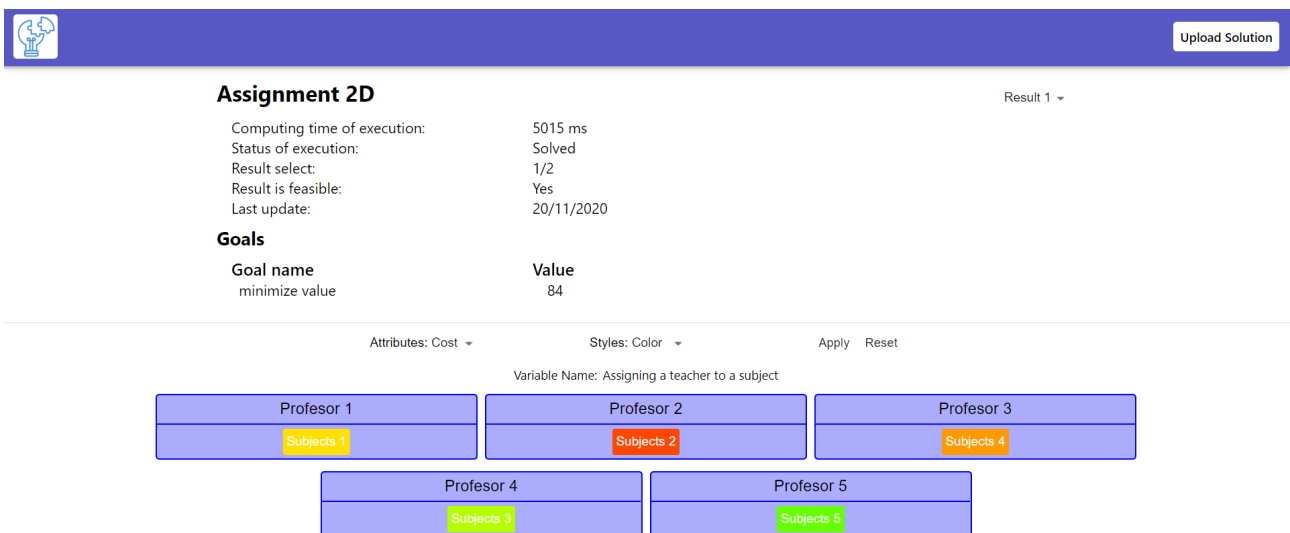 Upload Solution
Assignment 2D
Result 1
Computing time of execution: 5015 ms
Status of execution: Solved
Result select: 1/2
Result is feasible: Yes
Last update: 20/11/2020
Goals
Goal name Value
minimize value 84
Attributes: Cost Styles: Color Apply Reset
Variable Name: Assigning a teacher to a subject
Profesor 1 Profesor 2 Profesor 3
Subjects 1 Subjects 2 Subjects 4
Profesor 4 Profesor 5
Subjects 3 Subjects 5